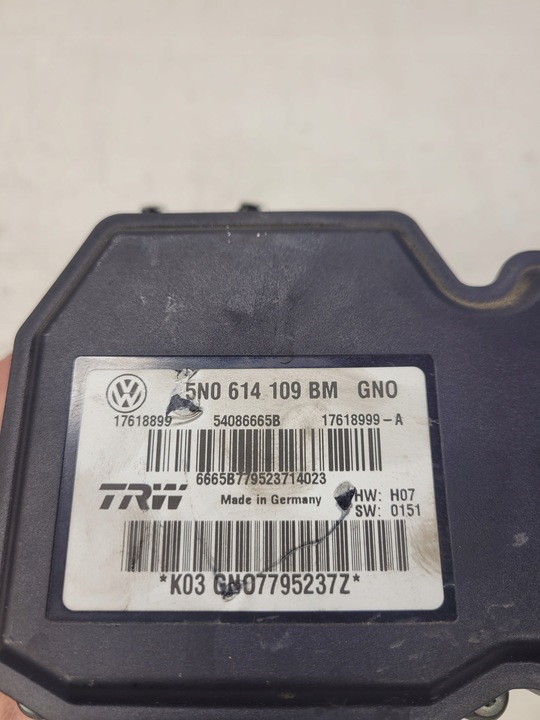 5N0 614 109 BM GNO
17618899 54086665B 17618999-A
6665B779523714023
TRW Made in Germany HW: H07
SW: 0151
*K03 GNO7795237Z*